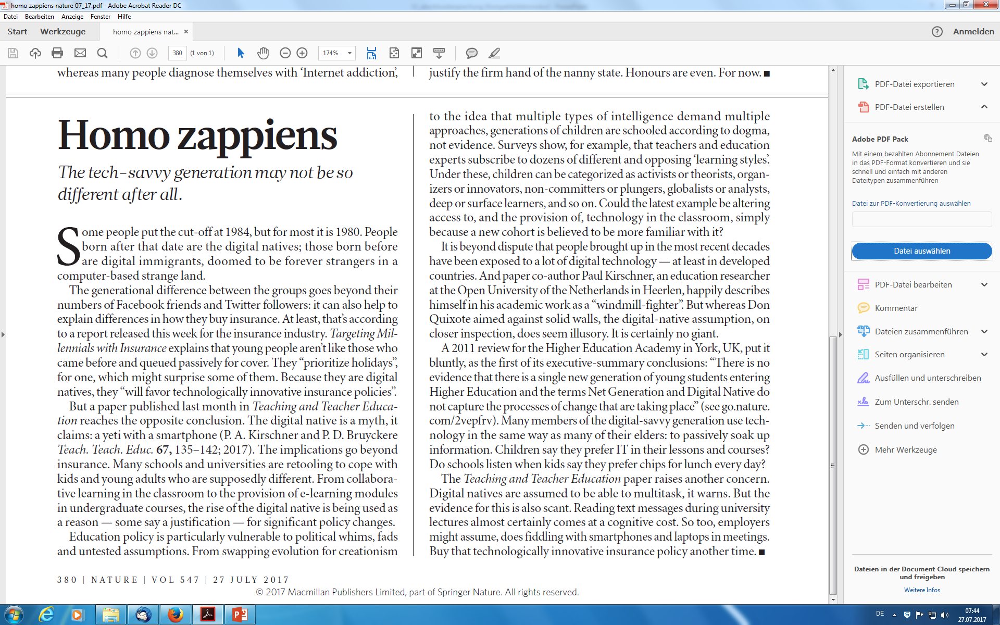 homo zappiens nature 07_17.pdf - Adobe Acrobat Reader DC
Datei Bearbeiten Anzeige Fenster Hilfe
Start Werkzeuge homo zappiens nat... × Anmelden
380 (1 von 1) 174%
whereas many people diagnose themselves with ‘Internet addiction’,
justify the firm hand of the nanny state. Honours are even. For now. ■
Homo zappiens
The tech-savvy generation may not be so
different after all.
Some people put the cut-off at 1984, but for most it is 1980. People
born after that date are the digital natives; those born before
are digital immigrants, doomed to be forever strangers in a
computer-based strange land.
The generational difference between the groups goes beyond their
numbers of Facebook friends and Twitter followers: it can also help to
explain differences in how they buy insurance. At least, that’s according
to a report released this week for the insurance industry. Targeting Mil-
lennials with Insurance explains that young people aren’t like those who
came before and queued passively for cover. They “prioritize holidays”,
for one, which might surprise some of them. Because they are digital
natives, they “will favor technologically innovative insurance policies”.
But a paper published last month in Teaching and Teacher Educa-
tion reaches the opposite conclusion. The digital native is a myth, it
claims: a yeti with a smartphone (P. A. Kirschner and P. D. Bruyckere
Teach. Teach. Educ. 67, 135–142; 2017). The implications go beyond
insurance. Many schools and universities are retooling to cope with
kids and young adults who are supposedly different. From collabora-
tive learning in the classroom to the provision of e-learning modules
in undergraduate courses, the rise of the digital native is being used as
a reason — some say a justification — for significant policy changes.
Education policy is particularly vulnerable to political whims, fads
and untested assumptions. From swapping evolution for creationism
to the idea that multiple types of intelligence demand multiple
approaches, generations of children are schooled according to dogma,
not evidence. Surveys show, for example, that teachers and education
experts subscribe to dozens of different and opposing ‘learning styles’.
Under these, children can be categorized as activists or theorists, organ-
izers or innovators, non-committers or plungers, globalists or analysts,
deep or surface learners, and so on. Could the latest example be altering
access to, and the provision of, technology in the classroom, simply
because a new cohort is believed to be more familiar with it?
It is beyond dispute that people brought up in the most recent decades
have been exposed to a lot of digital technology — at least in developed
countries. And paper co-author Paul Kirschner, an education researcher
at the Open University of the Netherlands in Heerlen, happily describes
himself in his academic work as a “windmill-fighter”. But whereas Don
Quixote aimed against solid walls, the digital-native assumption, on
closer inspection, does seem illusory. It is certainly no giant.
A 2011 review for the Higher Education Academy in York, UK, put it
bluntly, as the first of its executive-summary conclusions: “There is no
evidence that there is a single new generation of young students entering
Higher Education and the terms Net Generation and Digital Native do
not capture the processes of change that are taking place” (see go.nature.
com/2vepfrv). Many members of the digital-savvy generation use tech-
nology in the same way as many of their elders: to passively soak up
information. Children say they prefer IT in their lessons and courses?
Do schools listen when kids say they prefer chips for lunch every day?
The Teaching and Teacher Education paper raises another concern.
Digital natives are assumed to be able to multitask, it warns. But the
evidence for this is also scant. Reading text messages during university
lectures almost certainly comes at a cognitive cost. So too, employers
might assume, does fiddling with smartphones and laptops in meetings.
Buy that technologically innovative insurance policy another time. ■
380 | NATURE | VOL 547 | 27 JULY 2017
© 2017 Macmillan Publishers Limited, part of Springer Nature. All rights reserved.
PDF-Datei exportieren
PDF-Datei erstellen
Adobe PDF Pack
Mit einem bezahlten Abonnement Dateien
in das PDF-Format konvertieren und sie
schnell und einfach mit anderen
Dateitypen zusammenführen
Datei zur PDF-Konvertierung auswählen
Datei auswählen
PDF-Datei bearbeiten
Kommentar
Dateien zusammenführen
Seiten organisieren
Ausfüllen und unterschreiben
Zum Unterschr. senden
Senden und verfolgen
Mehr Werkzeuge
Dateien in der Document Cloud speichern
und freigeben
Weitere Infos
DE
07:44
27.07.2017